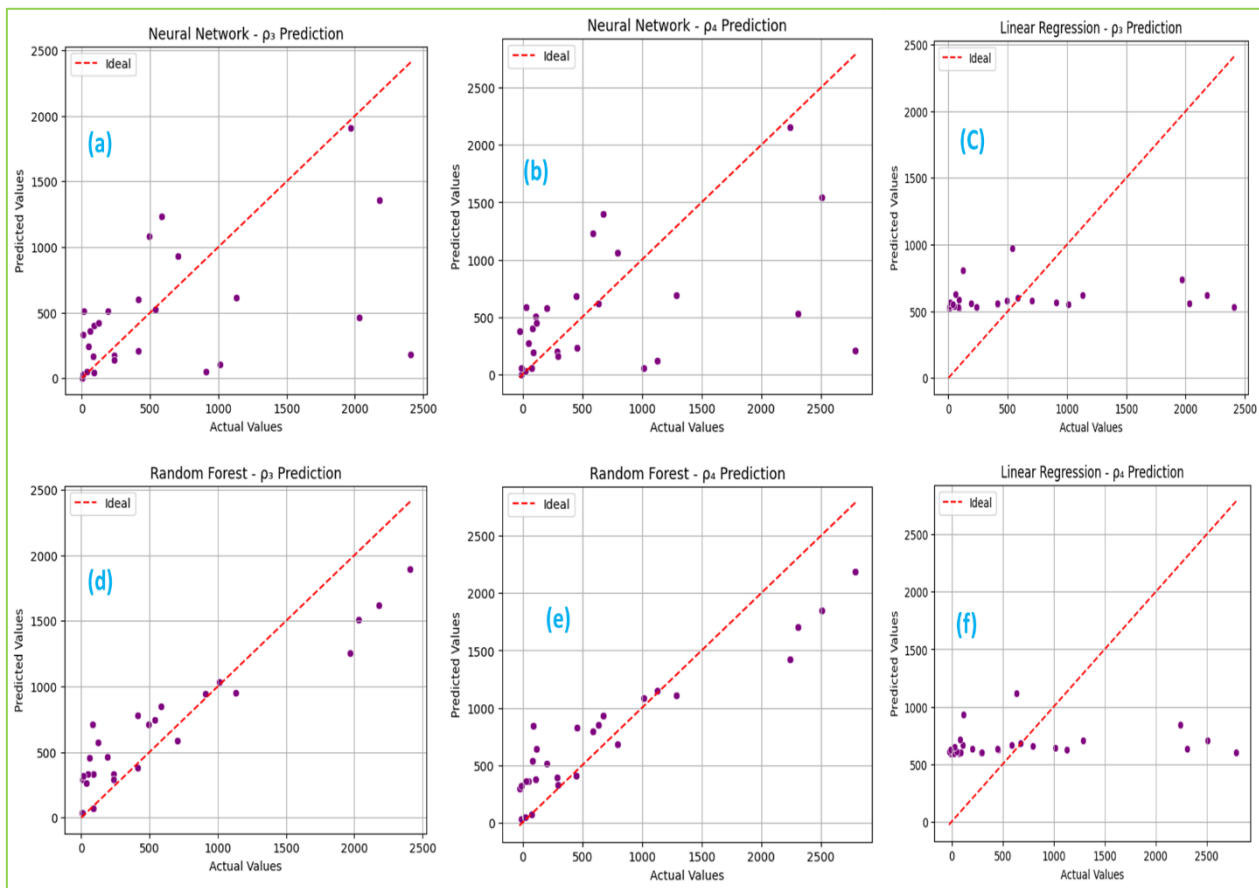 Neural Network - ρ₃ Prediction
2500
2000
1500
1000
500
0
Ideal
(a)
Predicted Values
0 500 1000 1500 2000 2500
Actual Values
Neural Network - ρ₄ Prediction
2500
2000
1500
1000
500
0
Ideal
(b)
Predicted Values
0 500 1000 1500 2000 2500
Actual Values
Linear Regression - ρ₃ Prediction
2500
2000
1500
1000
500
0
Ideal
(C)
Predicted Values
0 500 1000 1500 2000 2500
Actual Values
Random Forest - ρ₃ Prediction
2500
2000
1500
1000
500
0
Ideal
(d)
Predicted Values
0 500 1000 1500 2000 2500
Actual Values
Random Forest - ρ₄ Prediction
2500
2000
1500
1000
500
0
Ideal
(e)
Predicted Values
0 500 1000 1500 2000 2500
Actual Values
Linear Regression - ρ₄ Prediction
2500
2000
1500
1000
500
0
Ideal
(f)
Predicted Values
0 500 1000 1500 2000 2500
Actual Values